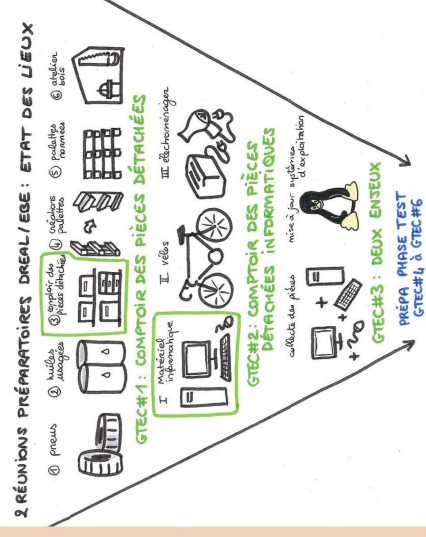 2 RÉUNIONS PRÉPARATOIRES DREAL/EBE : ETAT DES LIEUX
① pneus
② huiles
usagées
③ comptoir des
pièces détachées
④ créations
palettes
⑤ palettes
normées
⑥ atelier
bois
GTEC#1 : COMPTOIR DES PIÈCES DÉTACHÉES
I Matériel
informatique
II vélos
III électroménager
GTEC#2 : COMPTOIR DES PIÈCES
DÉTACHÉES INFORMATIQUES
collecte des pièces
mise à jour systèmes
d'exploitation
GTEC#3 : DEUX ENJEUX
PRÉPA PHASE TEST
GTEC#4 à GTEC#6